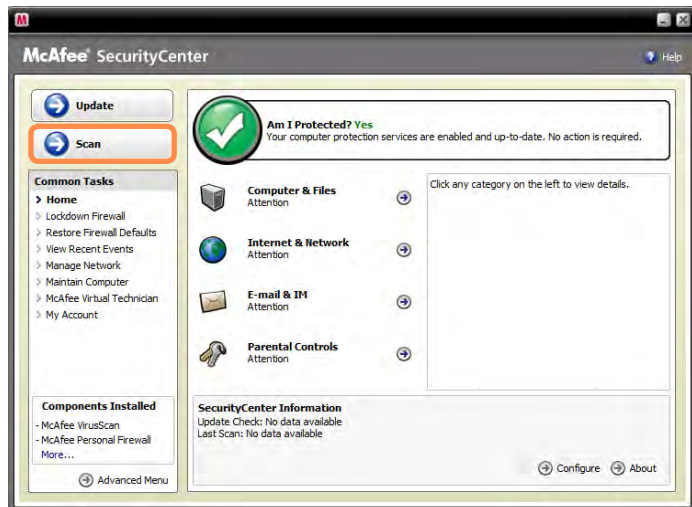 McAfee® SecurityCenter
Help
Update
Scan
Common Tasks
Home
Lockdown Firewall
Restore Firewall Defaults
View Recent Events
Manage Network
Maintain Computer
McAfee Virtual Technician
My Account
Components Installed
- McAfee VirusScan
- McAfee Personal Firewall
More...
Advanced Menu
Am I Protected? Yes
Your computer protection services are enabled and up-to-date. No action is required.
Computer & Files
Attention
Internet & Network
Attention
E-mail & IM
Attention
Parental Controls
Attention
Click any category on the left to view details.
SecurityCenter Information
Update Check: No data available
Last Scan: No data available
Configure
About